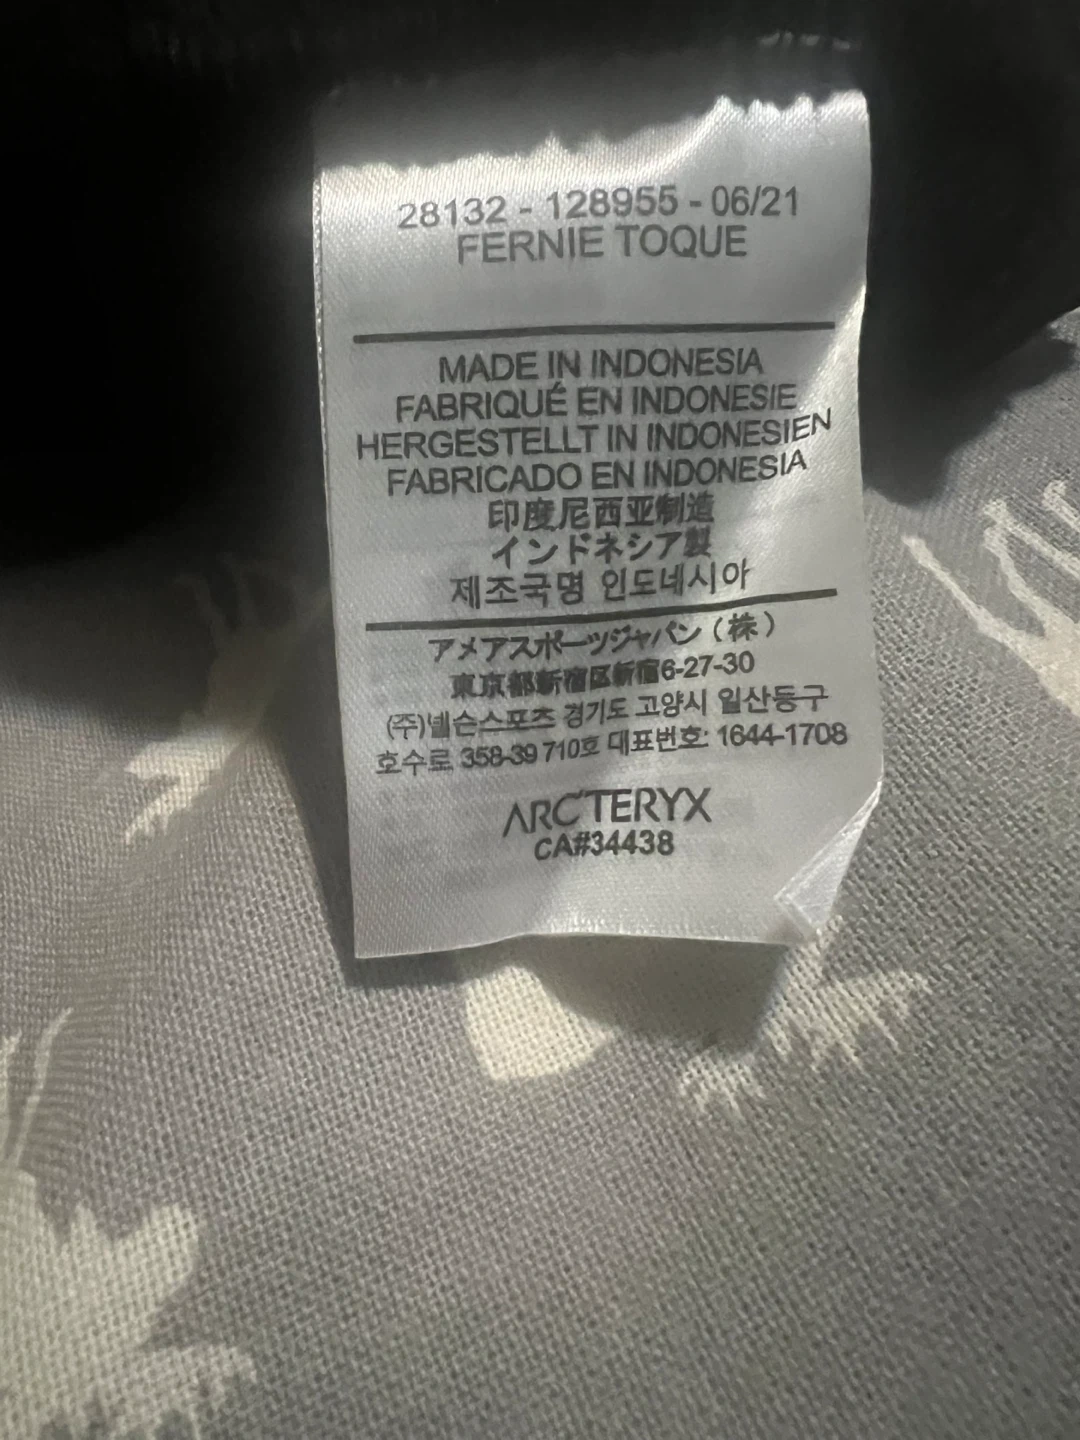 28132 - 128955 - 06/21
FERNIE TOQUE
MADE IN INDONESIA
FABRIQUÉ EN INDONESIE
HERGESTELLT IN INDONESIEN
FABRICADO EN INDONESIA
印度尼西亚制造
インドネシア製
제조국명 인도네시아
アメアスポーツジャパン（株）
東京都新宿区新宿6-27-30
(주)넬슨스포츠 경기도 고양시 일산동구
호수로 358-39 710호 대표번호: 1644-1708
ARC'TERYX
CA#34438